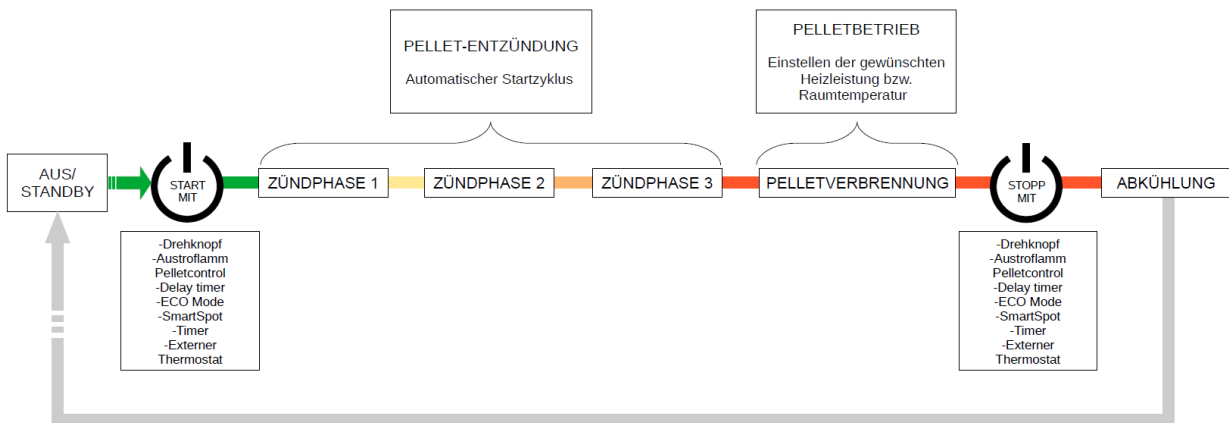 PELLET-ENTZÜNDUNG
Automatischer Startzyklus
PELLETBETRIEB
Einstellen der gewünschten
Heizleistung bzw.
Raumtemperatur
AUS/
STANDBY
START
MIT
ZÜNDPHASE 1
ZÜNDPHASE 2
ZÜNDPHASE 3
PELLETVERBRENNUNG
STOPP
MIT
ABKÜHLUNG
-Drehknopf
-Austroflamm
Pelletcontrol
-Delay timer
-ECO Mode
-SmartSpot
-Timer
-Externer
Thermostat
-Drehknopf
-Austroflamm
Pelletcontrol
-Delay timer
-ECO Mode
-SmartSpot
-Timer
-Externer
Thermostat